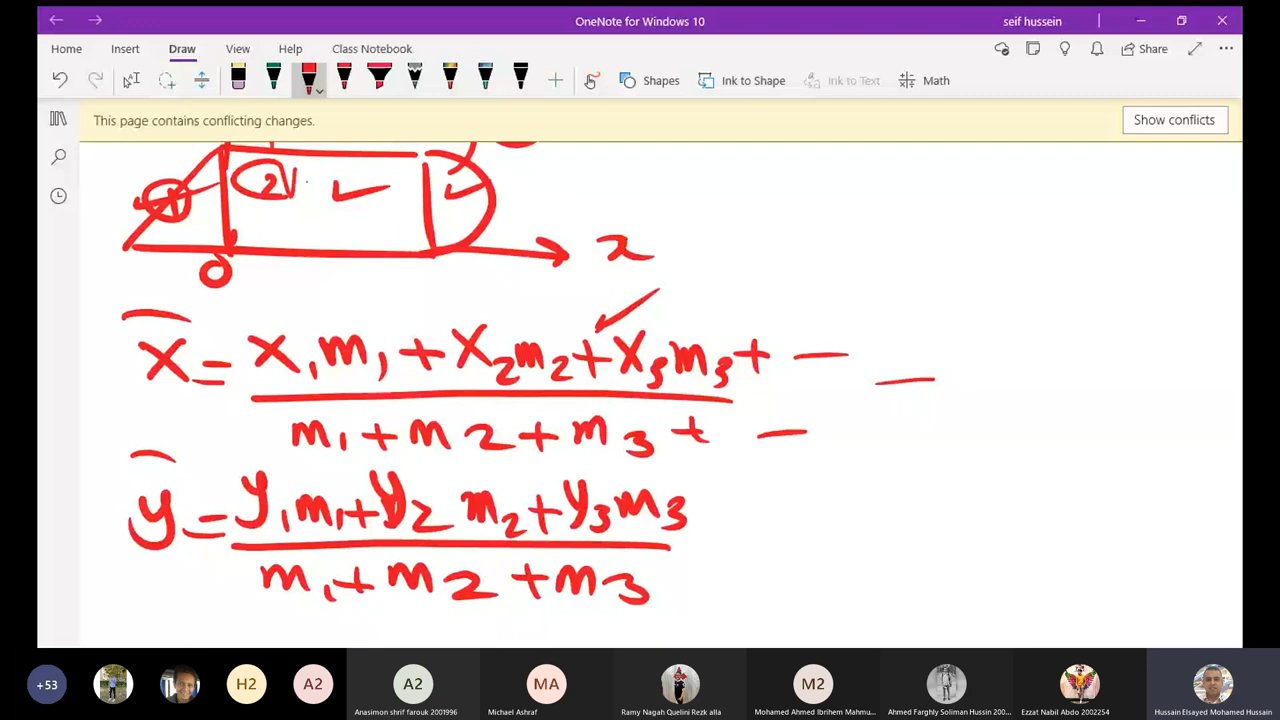 OneNote for Windows 10
seif hussein
Home Insert Draw View Help Class Notebook
Share
Shapes Ink to Shape Ink to Text Math
This page contains conflicting changes.
Show conflicts
1 2
0
x
x̄ = x₁m₁ + x₂m₂ + x₃m₃ + —
m₁ + m₂ + m₃ + —
ȳ = y₁m₁ + y₂m₂ + y₃m₃
m₁ + m₂ + m₃
+53 H2 A2 A2 MA M2
Anasimon shrif farouk 2001996
Michael Ashraf
Ramy Nagah Quelini Rezk alla
Mohamed Ahmed Ibrihem Mahmu...
Ahmed Farghly Soliman Hussin 200...
Ezzat Nabil Abdo 2002254
Hussain Elsayed Mohamed Hussain